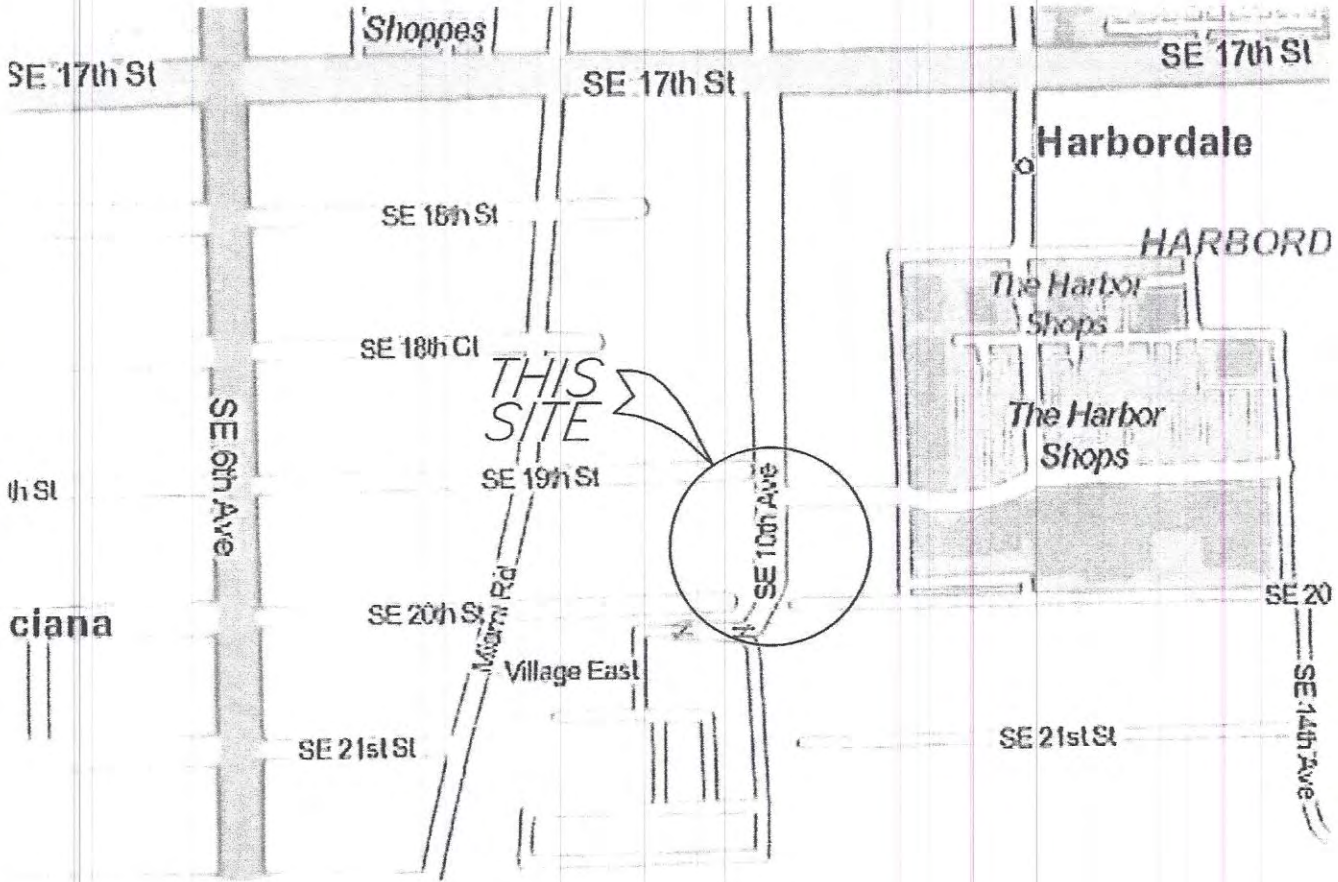 Shoppes
SE 17th St
SE 17th St
SE 17th St
Harbordale
SE 18th St
HARBORD
The Harbor
Shops
SE 18th Ct
THIS
SITE
The Harbor
Shops
SE 6th Ave
SE 19th St
th St
SE 10th Ave
Miami Rd
SE 20th St
SE 20
ciana
Village East
SE 14th Ave
SE 21st St
SE 21st St